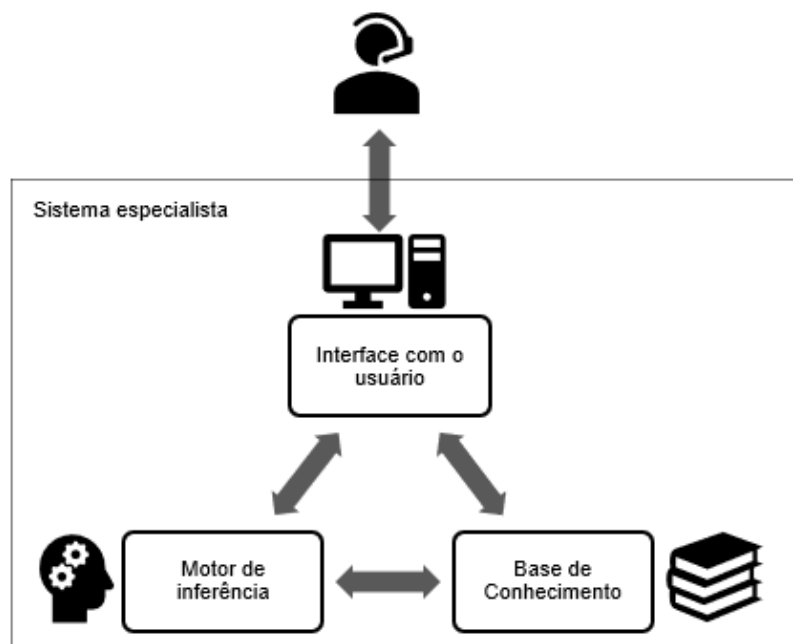 Sistema especialista
Interface com o
usuário
Motor de
inferência
Base de
Conhecimento